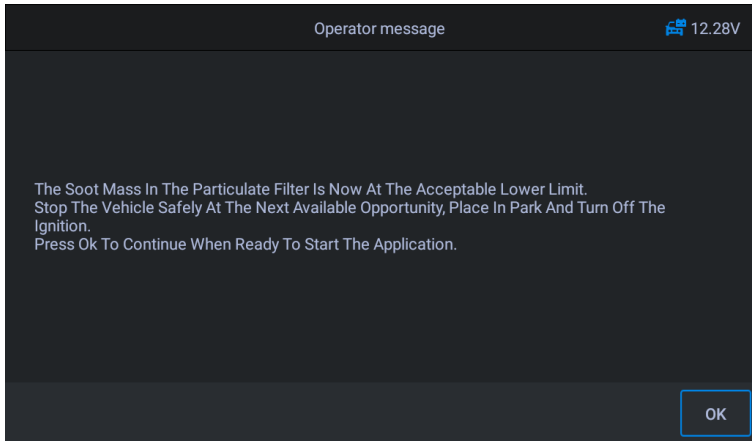 Operator message
12.28V
The Soot Mass In The Particulate Filter Is Now At The Acceptable Lower Limit.
Stop The Vehicle Safely At The Next Available Opportunity, Place In Park And Turn Off The
Ignition.
Press Ok To Continue When Ready To Start The Application.
OK